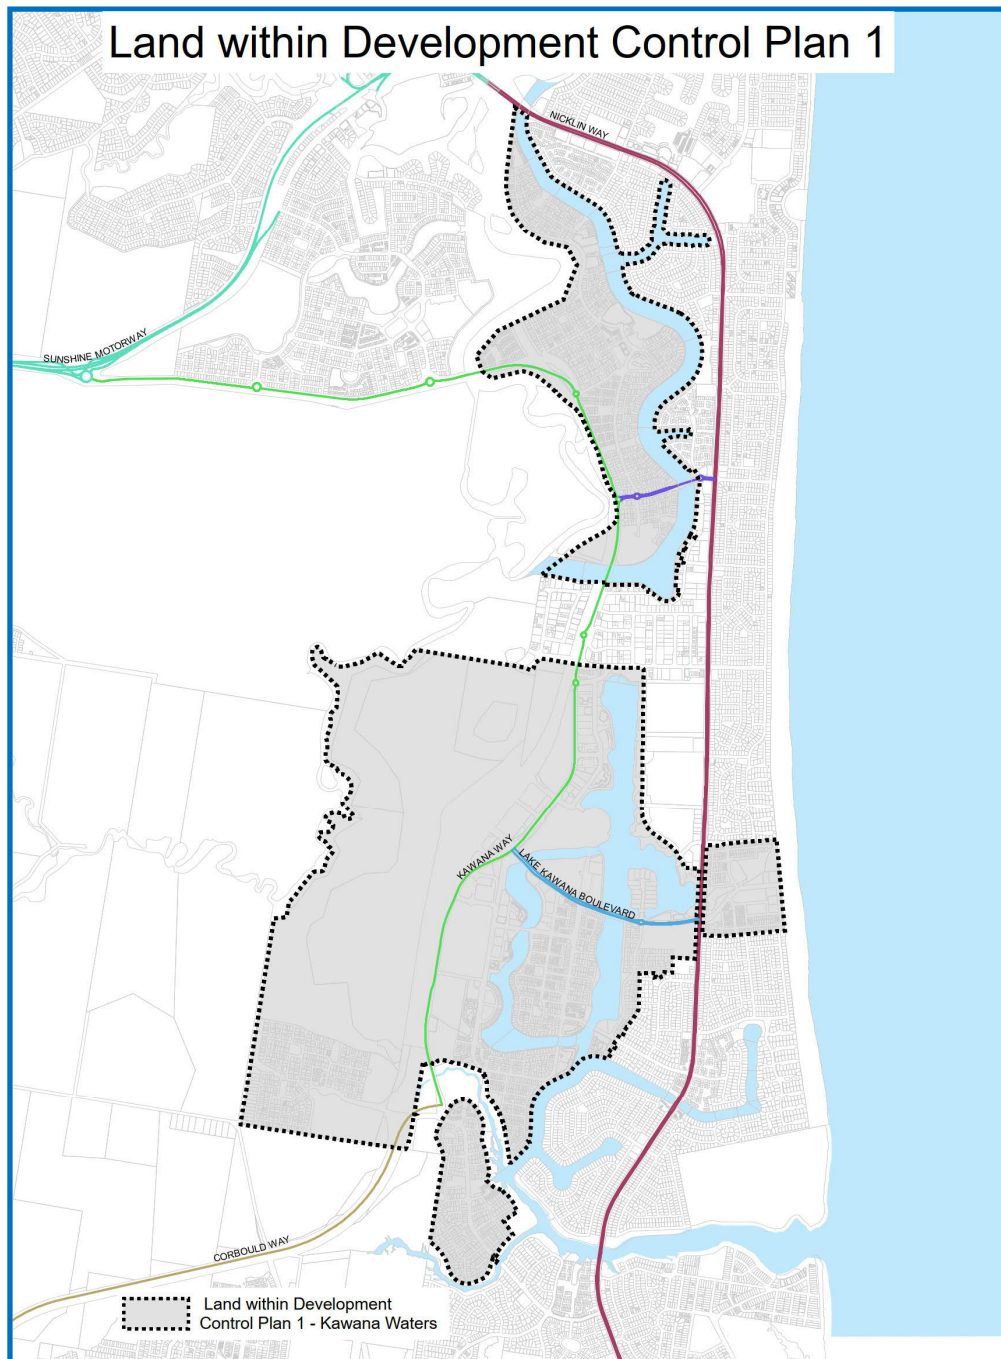 Land within Development Control Plan 1
NICKLIN WAY
SUNSHINE MOTORWAY
KAWANA WAY
LAKE KAWANA BOULEVARD
CORBOULD WAY
Land within Development
Control Plan 1 - Kawana Waters